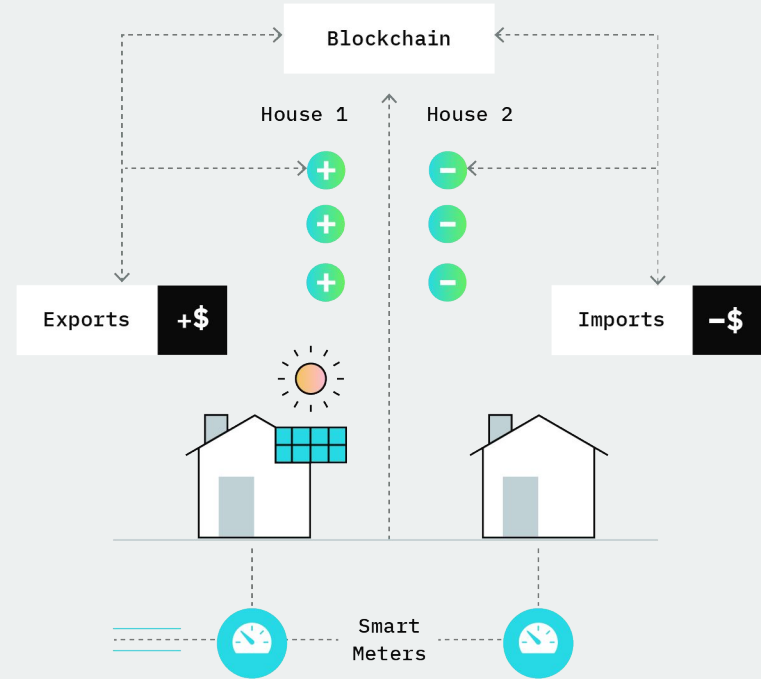 Blockchain
House 1
House 2
+
−
+
−
+
−
Exports
+$
Imports
−$
Smart
Meters